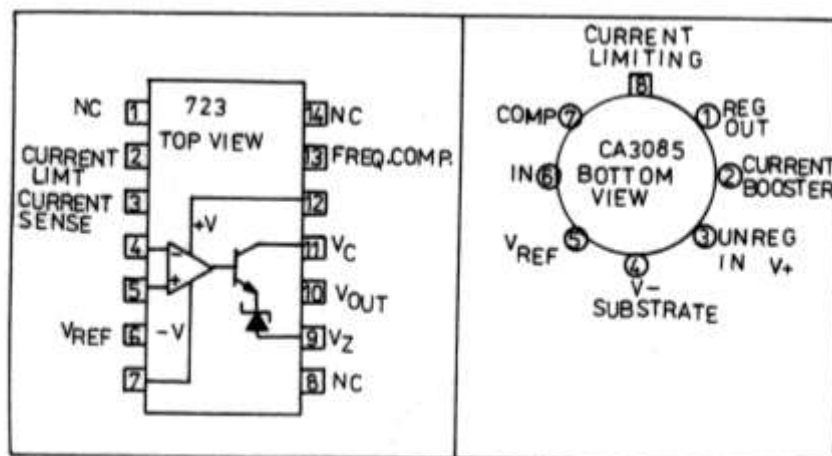 723
TOP VIEW
NC 1
CURRENT LIMT 2
CURRENT SENSE 3
4
5
VREF 6
7
14 NC
13 FREQ.COMP.
12
11 VC
10 VOUT
9 VZ
8 NC
+V
-
+
-V
CURRENT
LIMITING
8
COMP 7
1 REG
OUT
CA3085
BOTTOM
VIEW
IN 6
2 CURRENT
BOOSTER
VREF 5
3 UNREG
IN V+
4
V-
SUBSTRATE